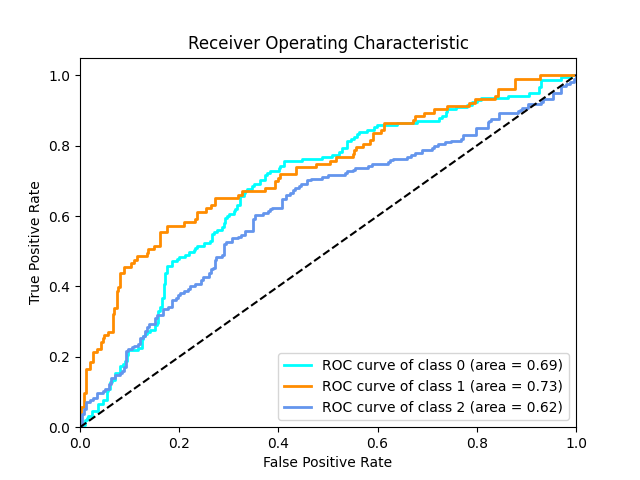 Receiver Operating Characteristic
True Positive Rate
1.0
0.8
0.6
0.4
0.2
0.0
ROC curve of class 0 (area = 0.69)
ROC curve of class 1 (area = 0.73)
ROC curve of class 2 (area = 0.62)
0.0 0.2 0.4 0.6 0.8 1.0
False Positive Rate